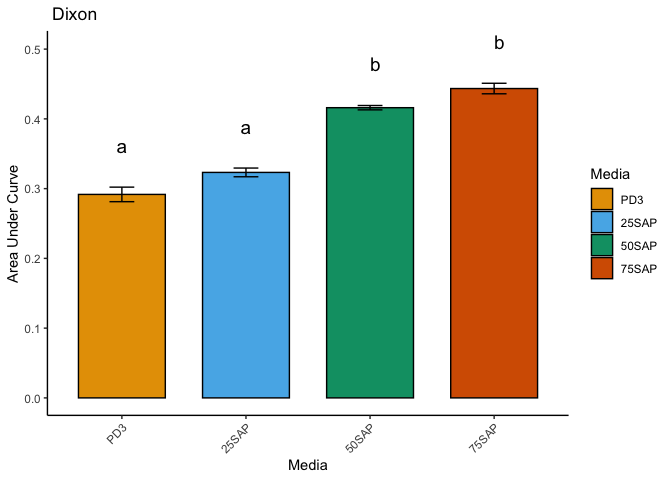 Dixon
Area Under Curve
0.5
0.4
0.3
0.2
0.1
0.0
a
a
b
b
PD3
25SAP
50SAP
75SAP
Media
Media
PD3
25SAP
50SAP
75SAP